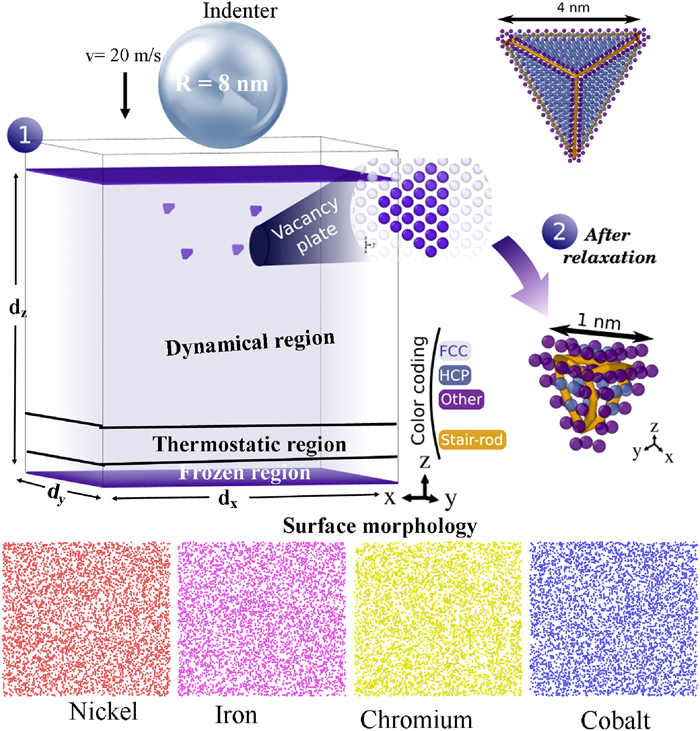 Indenter
4 nm
v= 20 m/s
R = 8 nm
1
Vacancy
plate
2
After
relaxation
dz
Dynamical region
1 nm
Color coding
FCC
HCP
Other
Stair-rod
Thermostatic region
Frozen region
z
y
x
z
dy
dx
x
y
Surface morphology
Nickel
Iron
Chromium
Cobalt